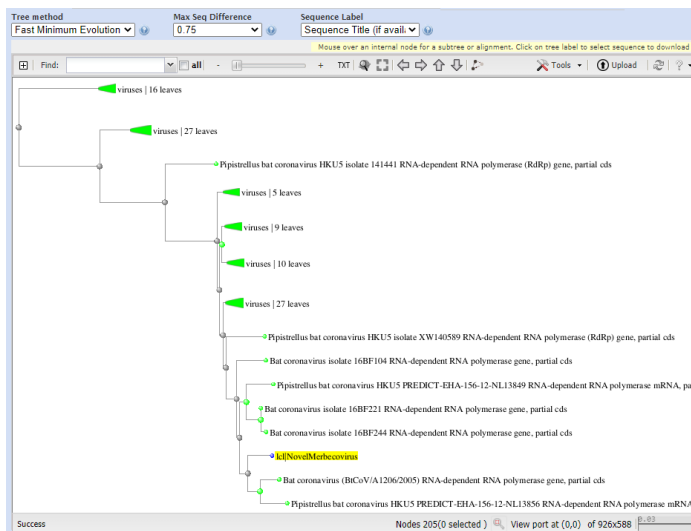 Tree method
Max Seq Difference
Sequence Label
Fast Minimum Evolution
0.75
Sequence Title (if avail
Mouse over an internal node for a subtree or alignment. Click on tree label to select sequence to download
Find:
all
-
+
TXT
Tools
Upload
?
viruses | 16 leaves
viruses | 27 leaves
Pipistrellus bat coronavirus HKU5 isolate 141441 RNA-dependent RNA polymerase (RdRp) gene, partial cds
viruses | 5 leaves
viruses | 9 leaves
viruses | 10 leaves
viruses | 27 leaves
Pipistrellus bat coronavirus HKU5 isolate XW140589 RNA-dependent RNA polymerase (RdRp) gene, partial cds
Bat coronavirus isolate 16BF104 RNA-dependent RNA polymerase gene, partial cds
Pipistrellus bat coronavirus HKU5 PREDICT-EHA-156-12-NL13849 RNA-dependent RNA polymerase mRNA, pa
Bat coronavirus isolate 16BF221 RNA-dependent RNA polymerase gene, partial cds
Bat coronavirus isolate 16BF244 RNA-dependent RNA polymerase gene, partial cds
lcl|NovelMerbecovirus
Bat coronavirus (BtCoV/A1206/2005) RNA-dependent RNA polymerase gene, partial cds
Pipistrellus bat coronavirus HKU5 PREDICT-EHA-156-12-NL13856 RNA-dependent RNA polymerase mRNA, p
Success
Nodes 205(0 selected )
View port at (0,0) of 926x588
0.03